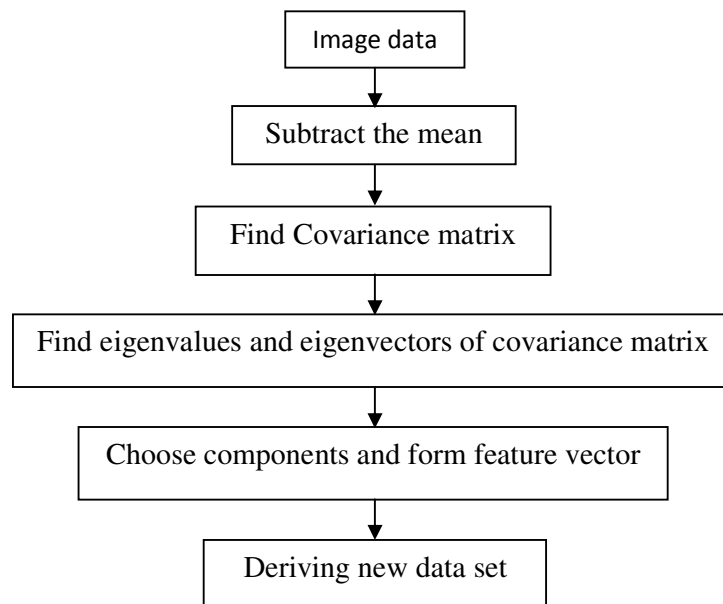 Image data
Subtract the mean
Find Covariance matrix
Find eigenvalues and eigenvectors of covariance matrix
Choose components and form feature vector
Deriving new data set